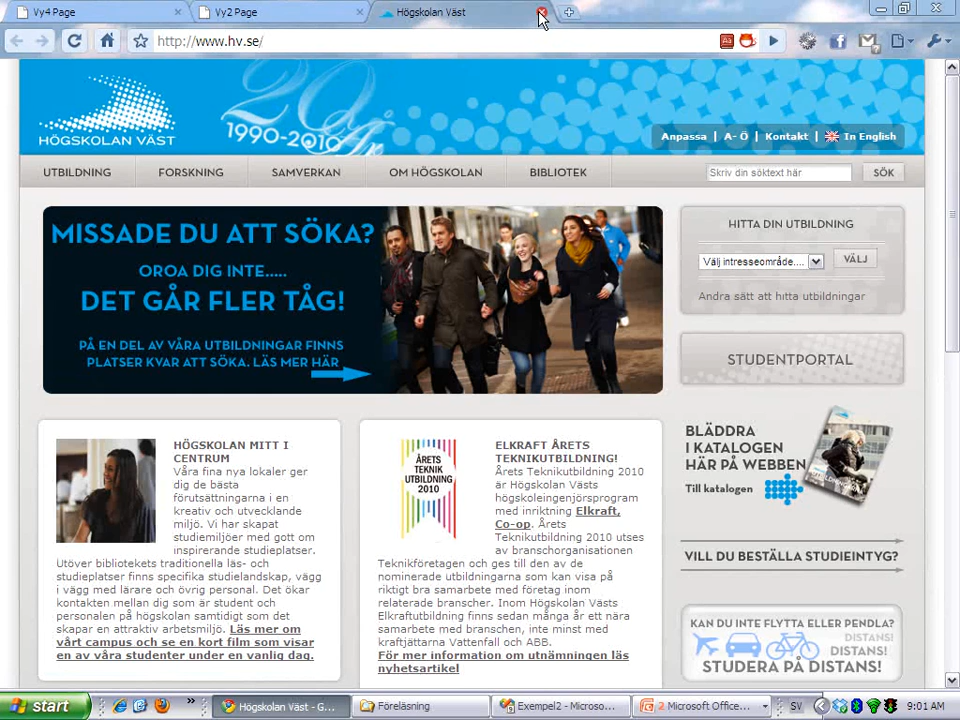 Vy4 Page
Vy2 Page
Högskolan Väst
http://www.hv.se/
HÖGSKOLAN VÄST
20 År
1990-2010
Anpassa | A- Ö | Kontakt | In English
UTBILDNING
FORSKNING
SAMVERKAN
OM HÖGSKOLAN
BIBLIOTEK
Skriv din söktext här
SÖK
MISSADE DU ATT SÖKA?
OROA DIG INTE.....
DET GÅR FLER TÅG!
PÅ EN DEL AV VÅRA UTBILDNINGAR FINNS
PLATSER KVAR ATT SÖKA. LÄS MER HÄR
HITTA DIN UTBILDNING
Välj intresseområde....
VÄLJ
Andra sätt att hitta utbildningar
STUDENTPORTAL
HÖGSKOLAN MITT I
CENTRUM
Våra fina nya lokaler ger
dig de bästa
förutsättningarna i en
kreativ och utvecklande
miljö. Vi har skapat
studiemiljöer med gott om
inspirerande studieplatser.
Utöver bibliotekets traditionella läs- och
studieplatser finns specifika studielandskap, vägg
i vägg med lärare och övrig personal. Det ökar
kontakten mellan dig som är student och
personalen på högskolan samtidigt som det
skapar en attraktiv arbetsmiljö. Läs mer om
vårt campus och se en kort film som visar
en av våra studenter under en vanlig dag.
ÅRETS
TEKNIK
UTBILDNING
2010
ELKRAFT ÅRETS
TEKNIKUTBILDNING!
Årets Teknikutbildning 2010
är Högskolan Västs
högskoleingenjörsprogram
med inriktning Elkraft,
Co-op. Årets
Teknikutbildning 2010 utses
av branschorganisationen
Teknikföretagen och ges till den av de
nominerade utbildningarna som kan visa på
riktigt bra samarbete med företag inom
relaterade branscher. Inom Högskolan Västs
Elkraftutbildning finns sedan många år ett nära
samarbete med branschen, inte minst med
kraftjättarna Vattenfall och ABB.
För mer information om utnämningen läs
nyhetsartikel
BLÄDDRA
I KATALOGEN
HÄR PÅ WEBBEN
Till katalogen
VILL DU BESTÄLLA STUDIEINTYG?
KAN DU INTE FLYTTA ELLER PENDLA?
DISTANS!
DISTANS!
STUDERA PÅ DISTANS!
start
Högskolan Väst - G...
Föreläsning
Exempel2 - Microso...
2 Microsoft Office...
SV
9:01 AM